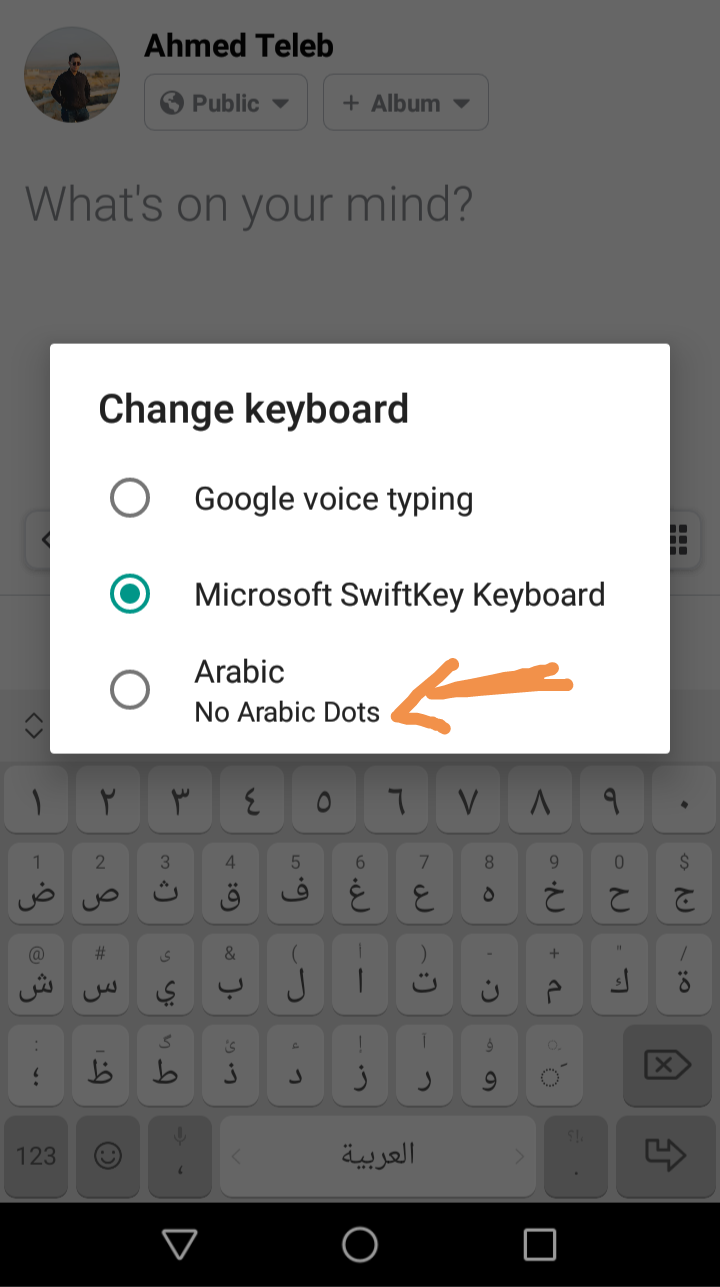 Ahmed Teleb
Public
+ Album
What's on your mind?
Change keyboard
Google voice typing
Microsoft SwiftKey Keyboard
Arabic
No Arabic Dots
١ ٢ ٣ ٤ ٥ ٦ ٧ ٨ ٩ ٠
1 2 3 4 5 6 7 8 9 0 $
ض ص ث ق ف غ ع ه خ ح ج
@ # ى & ( أ ) - + " /
ش س ي ب ل ا ت ن م ك ة
: _ گ ئ ء إ آ ؤ
؛ ظ ط ذ د ز ر و
123 ، العربية .
؟!،